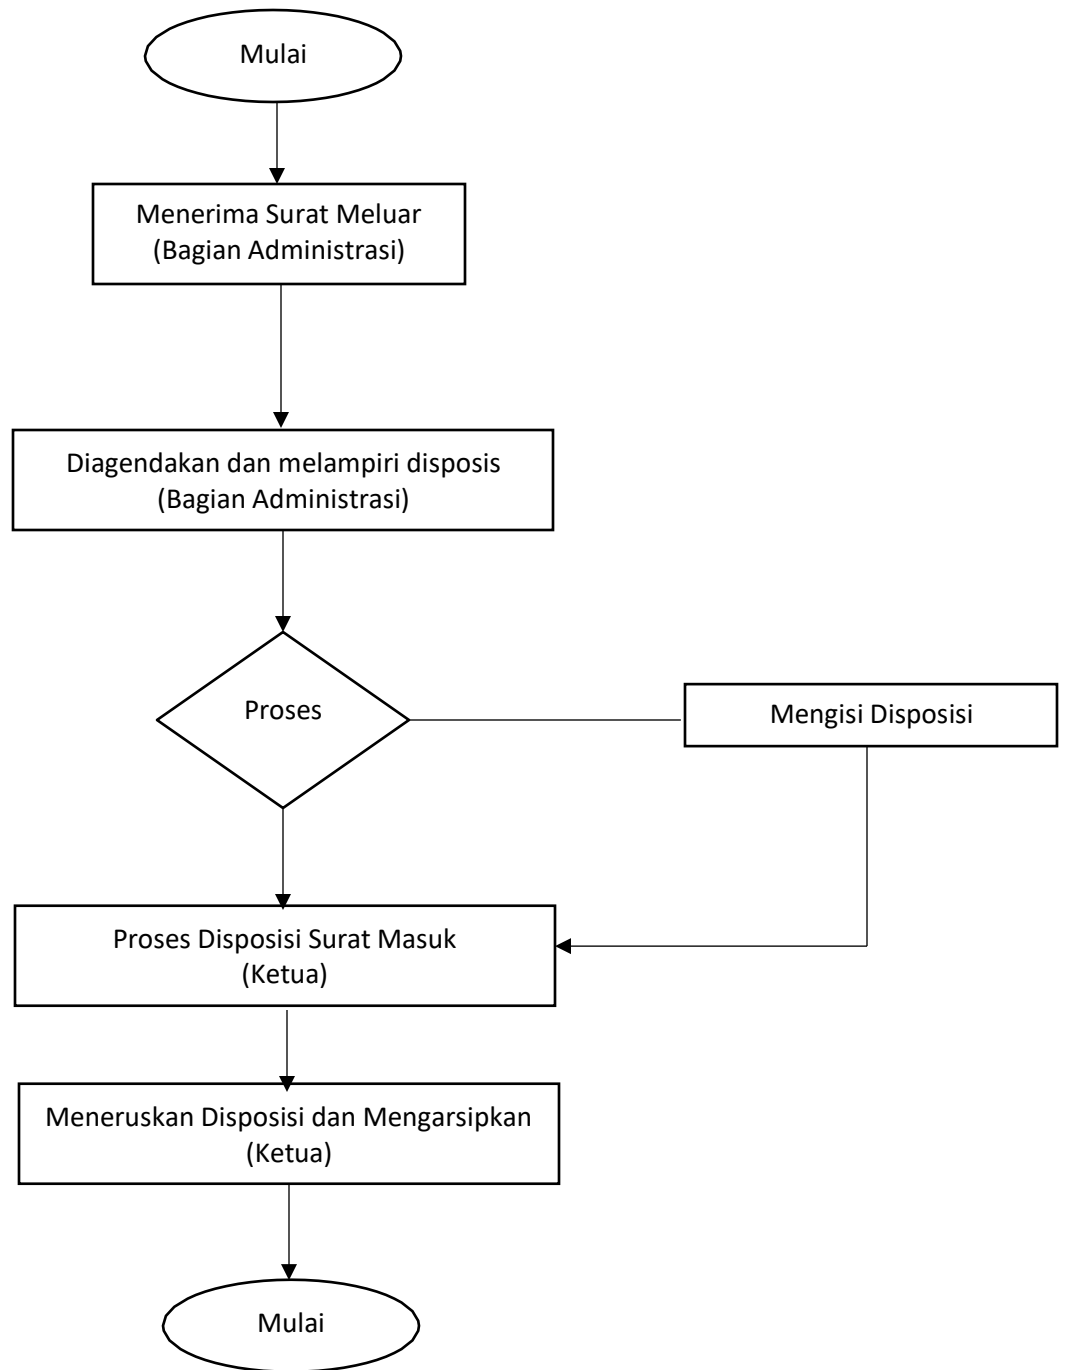 Mulai
Menerima Surat Meluar
(Bagian Administrasi)
Diagendakan dan melampiri disposis
(Bagian Administrasi)
Proses
Mengisi Disposisi
Proses Disposisi Surat Masuk
(Ketua)
Meneruskan Disposisi dan Mengarsipkan
(Ketua)
Mulai